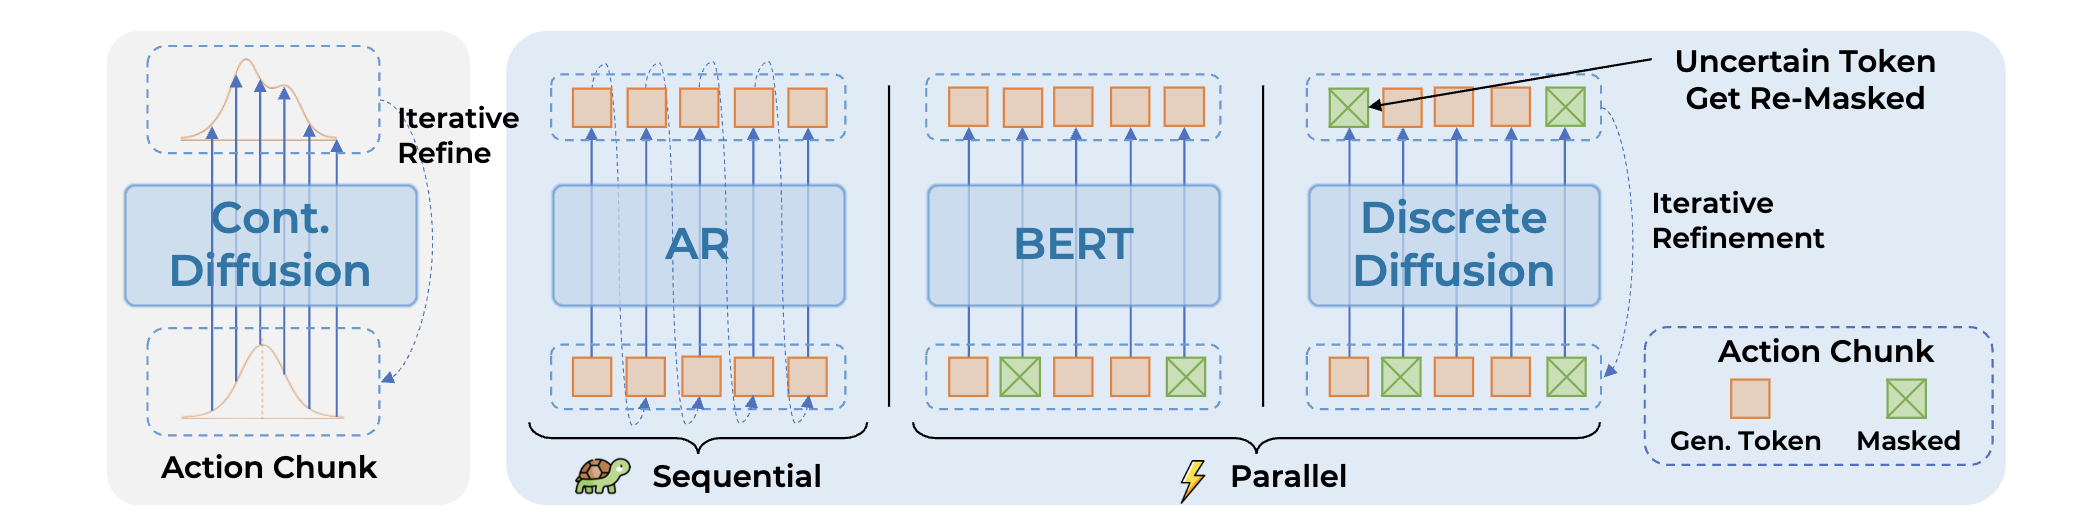 Iterative
Refine
Cont.
Diffusion
Action Chunk
AR
Sequential
BERT
Parallel
Discrete
Diffusion
Uncertain Token
Get Re-Masked
Iterative
Refinement
Action Chunk
Gen. Token
Masked